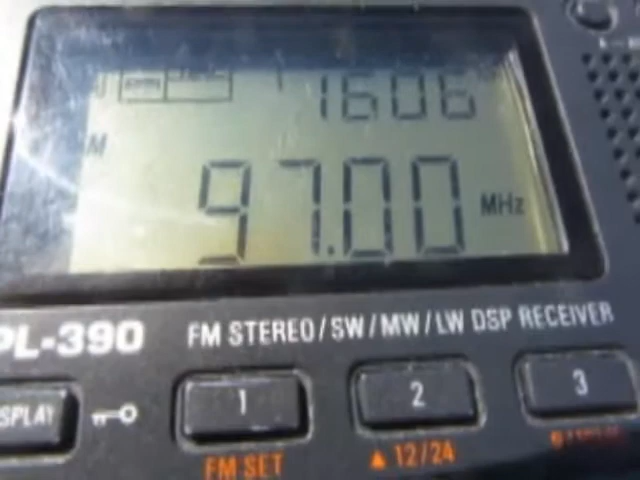 1606
M
97.00 MHz
PL-390 FM STEREO/SW/MW/LW DSP RECEIVER
SPLAY 1 2 3
FM SET ▲ 12/24